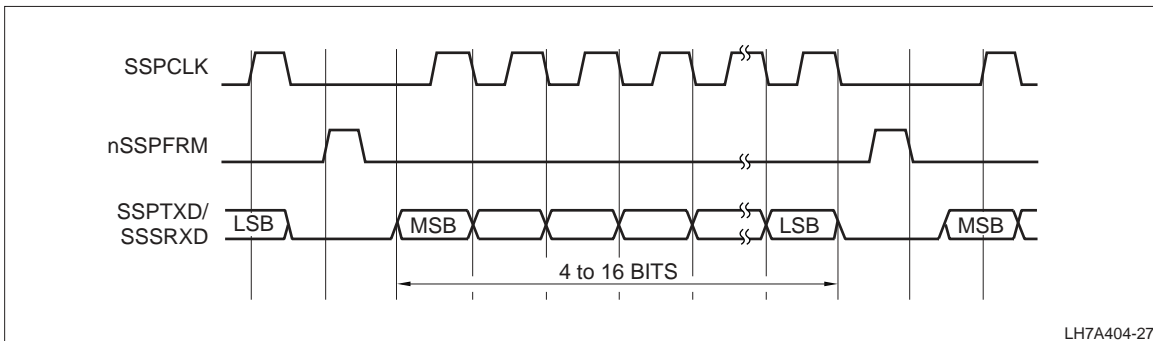 SSPCLK
nSSPFRM
SSPTXD/
SSSRXD
LSB
MSB
LSB
MSB
4 to 16 BITS
LH7A404-27